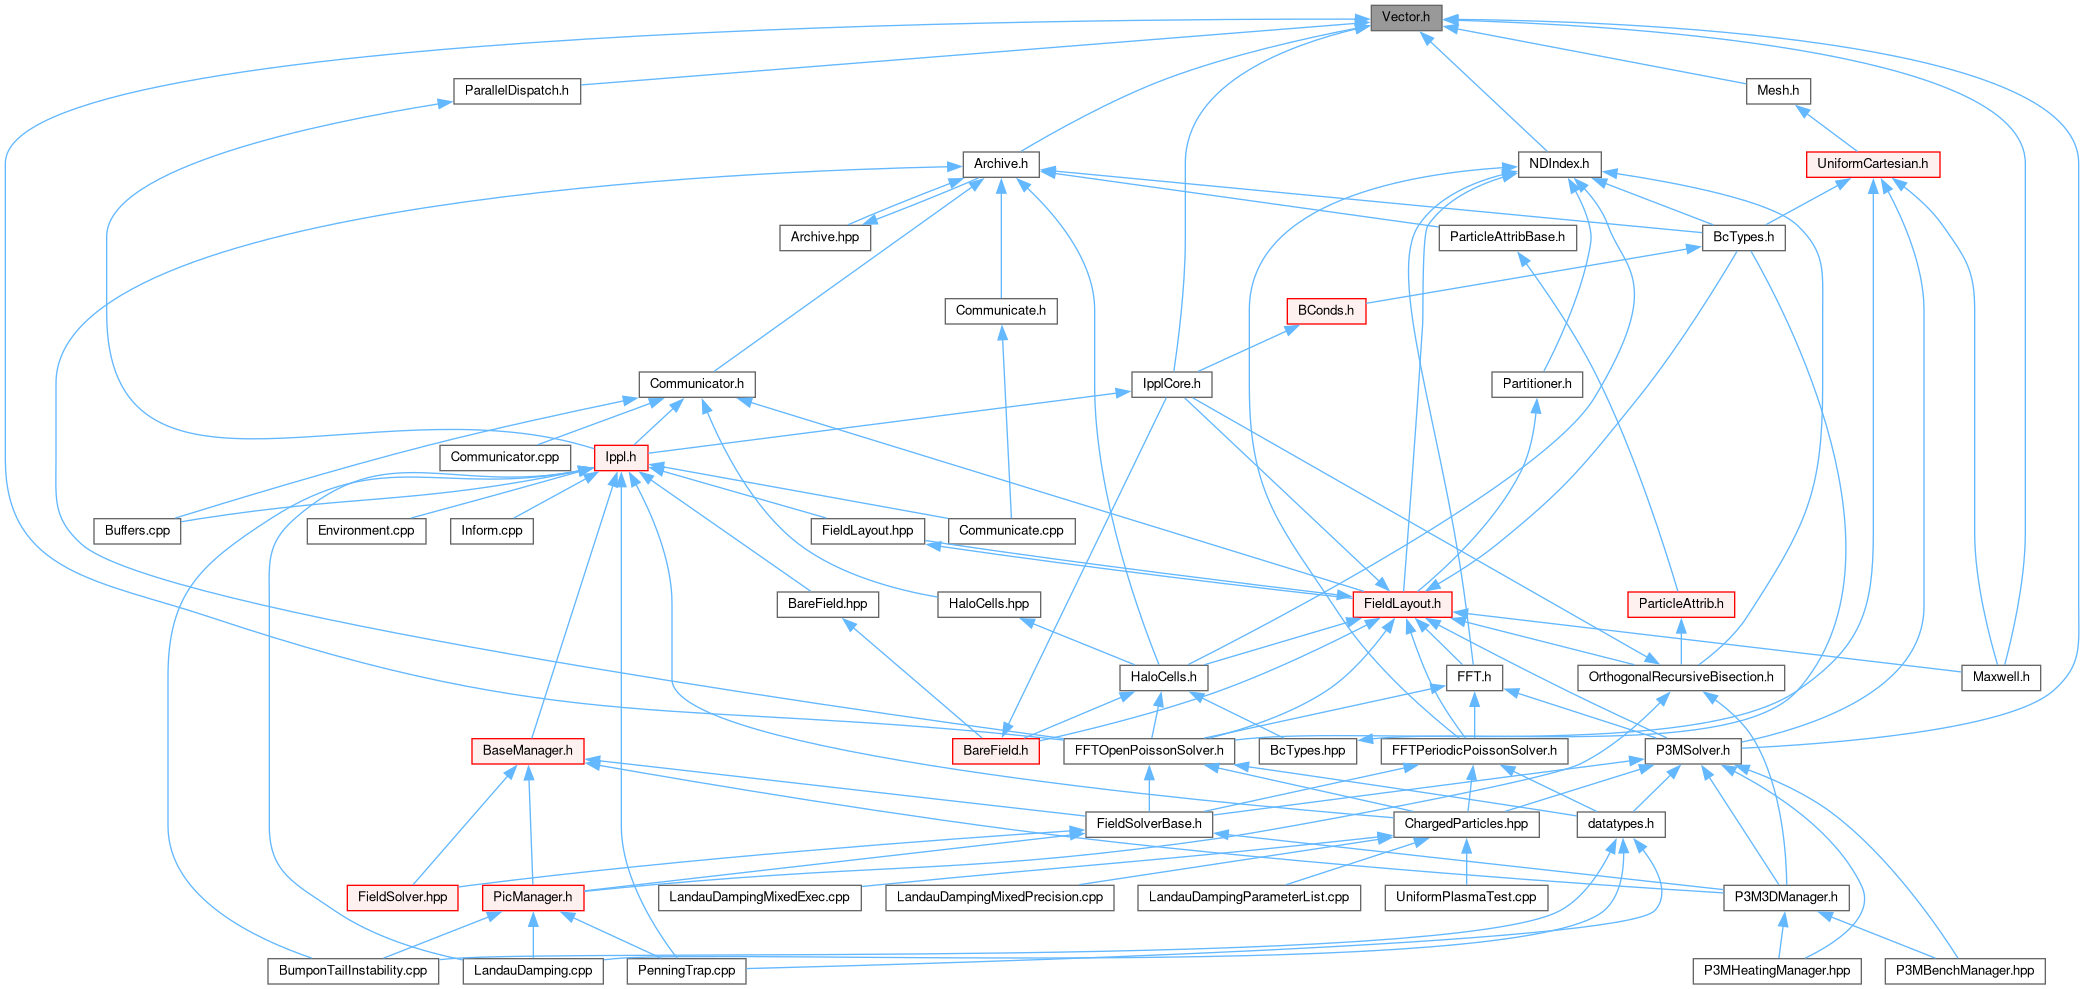 Vector.h
ParallelDispatch.h
Mesh.h
Archive.h
NDIndex.h
UniformCartesian.h
Archive.hpp
ParticleAttribBase.h
BcTypes.h
Communicate.h
BConds.h
Communicator.h
IpplCore.h
Partitioner.h
Communicator.cpp
Ippl.h
Buffers.cpp
Environment.cpp
Inform.cpp
FieldLayout.hpp
Communicate.cpp
BareField.hpp
HaloCells.hpp
FieldLayout.h
ParticleAttrib.h
HaloCells.h
FFT.h
OrthogonalRecursiveBisection.h
Maxwell.h
BaseManager.h
BareField.h
FFTOpenPoissonSolver.h
BcTypes.hpp
FFTPeriodicPoissonSolver.h
P3MSolver.h
FieldSolverBase.h
ChargedParticles.hpp
datatypes.h
FieldSolver.hpp
PicManager.h
LandauDampingMixedExec.cpp
LandauDampingMixedPrecision.cpp
LandauDampingParameterList.cpp
UniformPlasmaTest.cpp
P3M3DManager.h
BumponTailInstability.cpp
LandauDamping.cpp
PenningTrap.cpp
P3MHeatingManager.hpp
P3MBenchManager.hpp